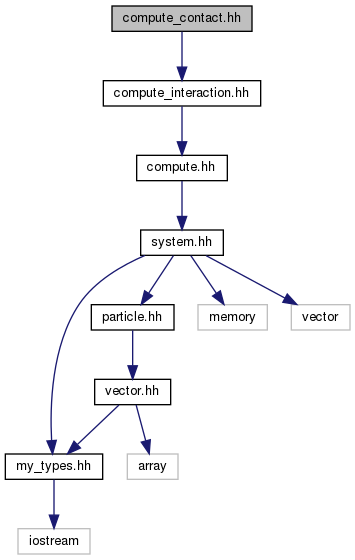 compute_contact.hh
compute_interaction.hh
compute.hh
system.hh
particle.hh
memory
vector
vector.hh
my_types.hh
array
iostream